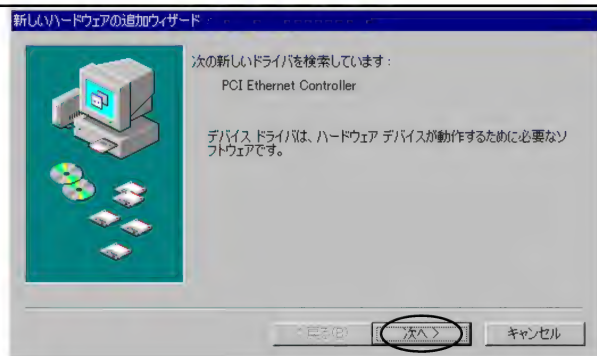 新しいハードウェアの追加ウィザード
次の新しいドライバを検索しています：
PCI Ethernet Controller
デバイス ドライバは、ハードウェア デバイスが動作するために必要なソ
フトウェアです。
< 戻る(B)
次へ >
キャンセル